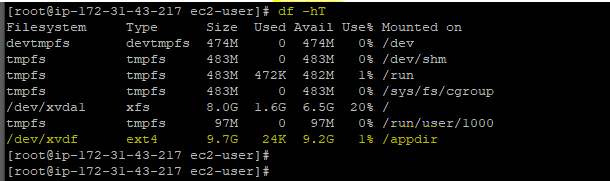 [root@ip-172-31-43-217 ec2-user]# df -hT
Filesystem     Type      Size  Used Avail Use% Mounted on
devtmpfs       devtmpfs  474M     0  474M   0% /dev
tmpfs          tmpfs     483M     0  483M   0% /dev/shm
tmpfs          tmpfs     483M  472K  482M   1% /run
tmpfs          tmpfs     483M     0  483M   0% /sys/fs/cgroup
/dev/xvda1     xfs       8.0G  1.6G  6.5G  20% /
tmpfs          tmpfs      97M     0   97M   0% /run/user/1000
/dev/xvdf      ext4      9.7G   24K  9.2G   1% /appdir
[root@ip-172-31-43-217 ec2-user]#
[root@ip-172-31-43-217 ec2-user]#